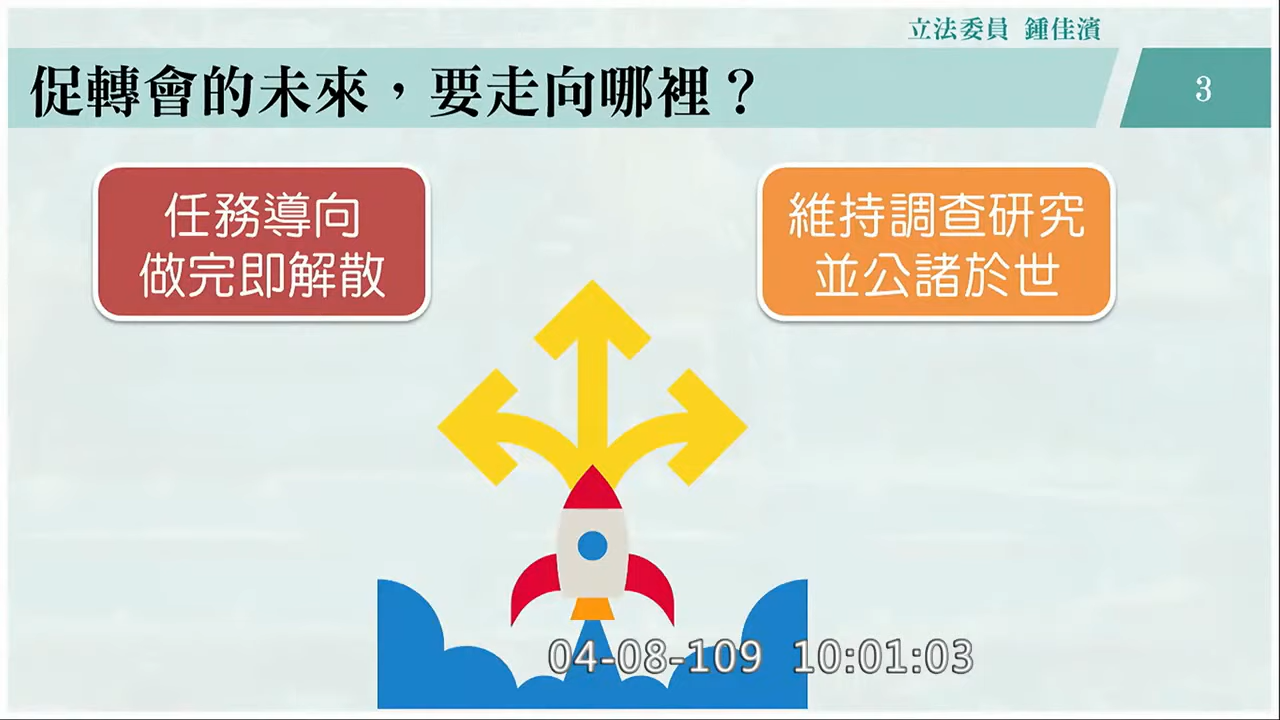 立法委員 鍾佳濱
促轉會的未來，要走向哪裡？
3
任務導向
做完即解散
維持調查研究
並公諸於世
04-08-109 10:01:03